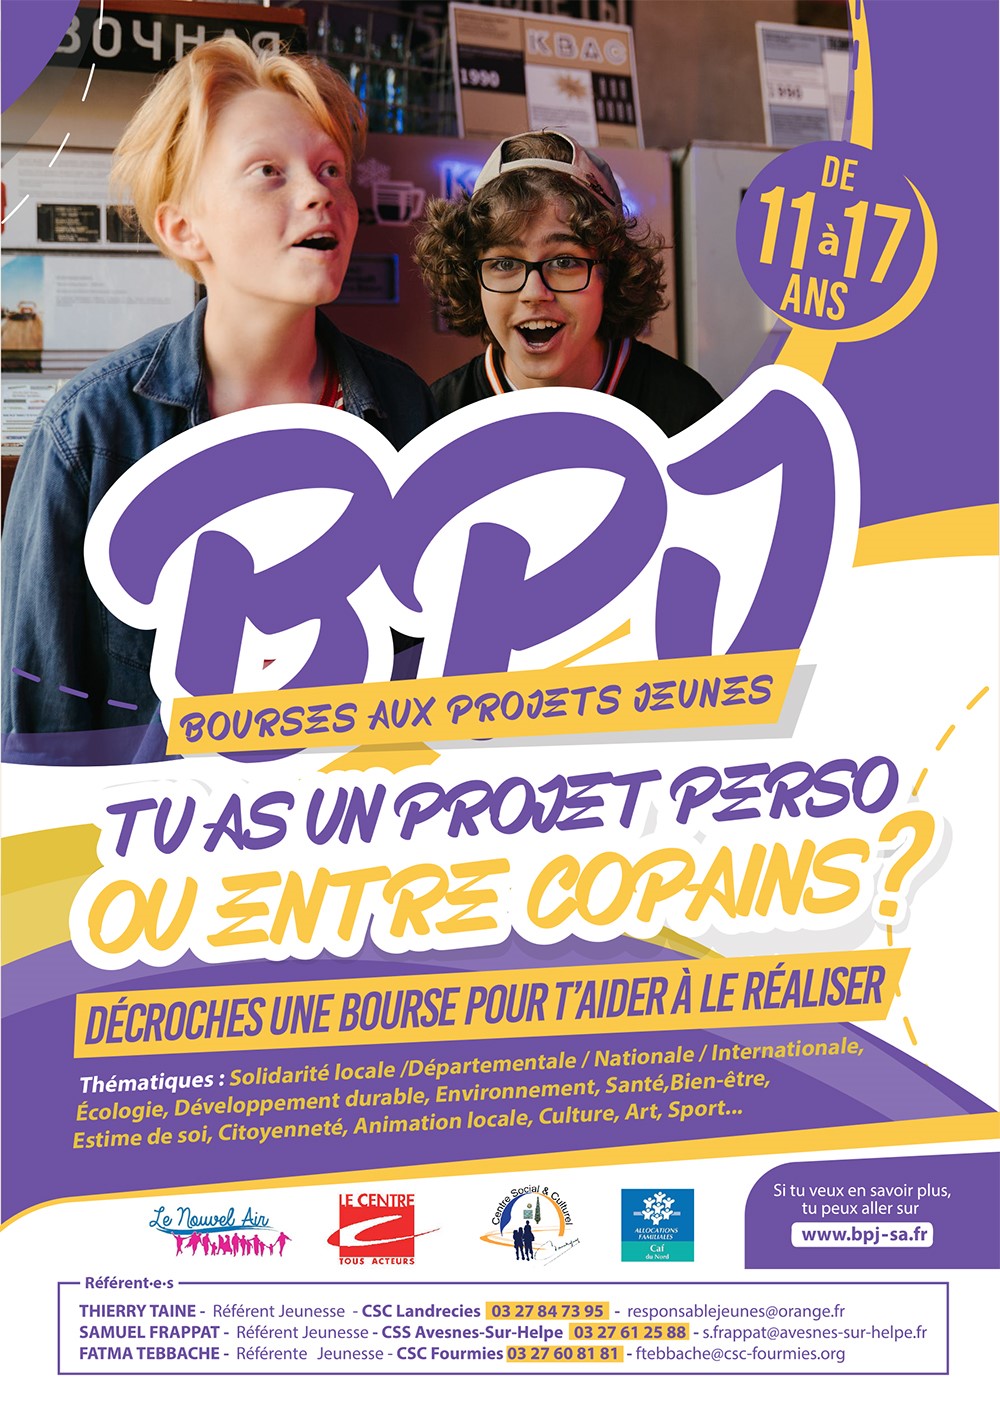 ВОЧНАЯ
КВАС
1990
1990
DE
11 à 17
ANS
BPJ
BOURSES AUX PROJETS JEUNES
TU AS UN PROJET PERSO
OU ENTRE COPAINS ?
DÉCROCHES UNE BOURSE POUR T'AIDER À LE RÉALISER
Thématiques : Solidarité locale /Départementale / Nationale / Internationale,
Écologie, Développement durable, Environnement, Santé,Bien-être,
Estime de soi, Citoyenneté, Animation locale, Culture, Art, Sport...
Le Nouvel Air
LE CENTRE
TOUS ACTEURS
Centre Social & Culturel
ALLOCATIONS
FAMILIALES
Caf
du Nord
Si tu veux en savoir plus,
tu peux aller sur
www.bpj-sa.fr
Référent·e·s
THIERRY TAINE - Référent Jeunesse - CSC Landrecies 03 27 84 73 95 - responsablejeunes@orange.fr
SAMUEL FRAPPAT - Référent Jeunesse - CSS Avesnes-Sur-Helpe 03 27 61 25 88 - s.frappat@avesnes-sur-helpe.fr
FATMA TEBBACHE - Référente Jeunesse - CSC Fourmies 03 27 60 81 81 - ftebbache@csc-fourmies.org